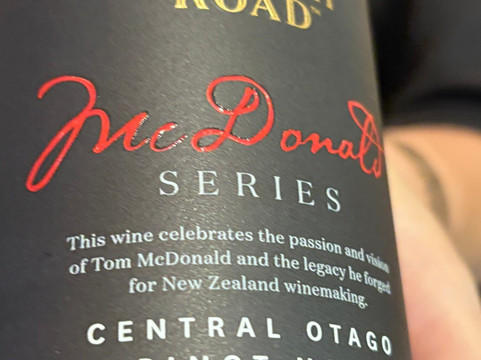 ROAD
McDonald
SERIES
This wine celebrates the passion and vision
of Tom McDonald and the legacy he forged
for New Zealand winemaking.
CENTRAL OTAGO